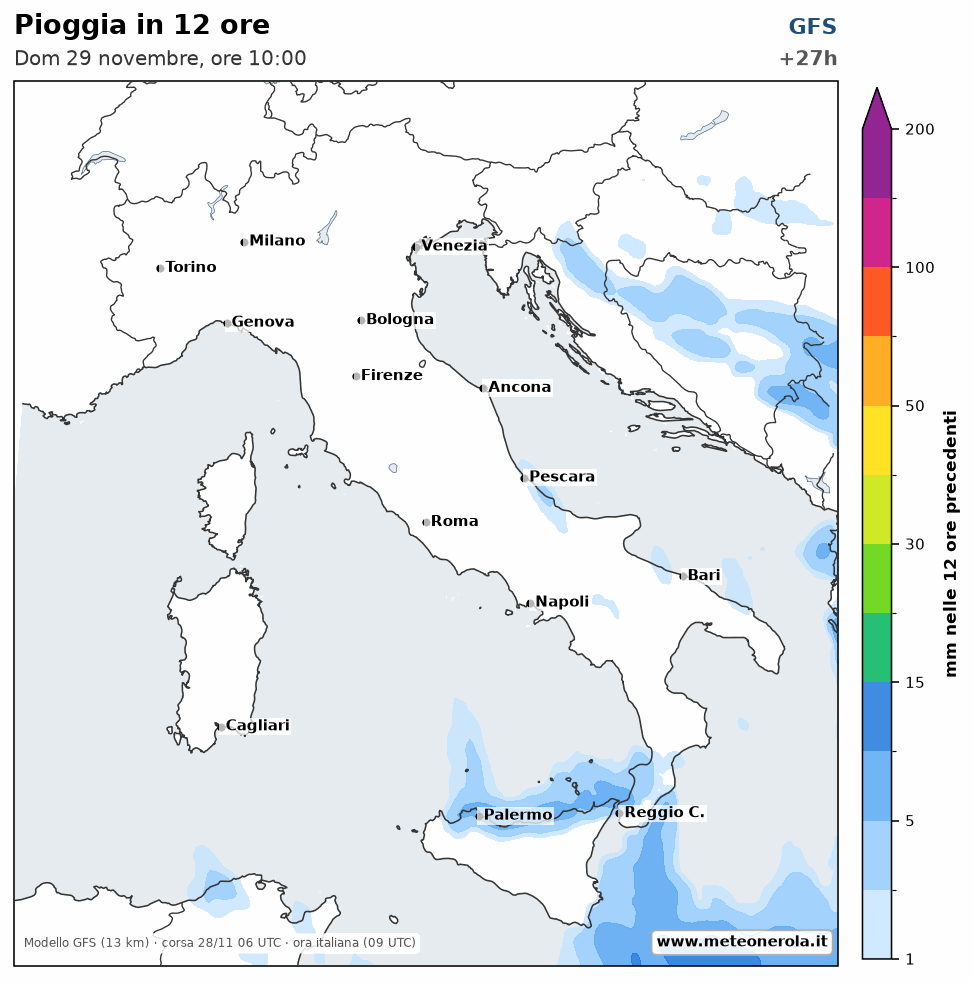 Pioggia in 12 ore
GFS
Dom 29 novembre, ore 10:00
+27h
200
Milano
Venezia
Torino
100
Genova
Bologna
Firenze
Ancona
50
Pescara
Roma
30
Bari
Napoli
15
Cagliari
Palermo
Reggio C.
5
mm nelle 12 ore precedenti
Modello GFS (13 km) · corsa 28/11 06 UTC · ora italiana (09 UTC)
www.meteonerola.it
1